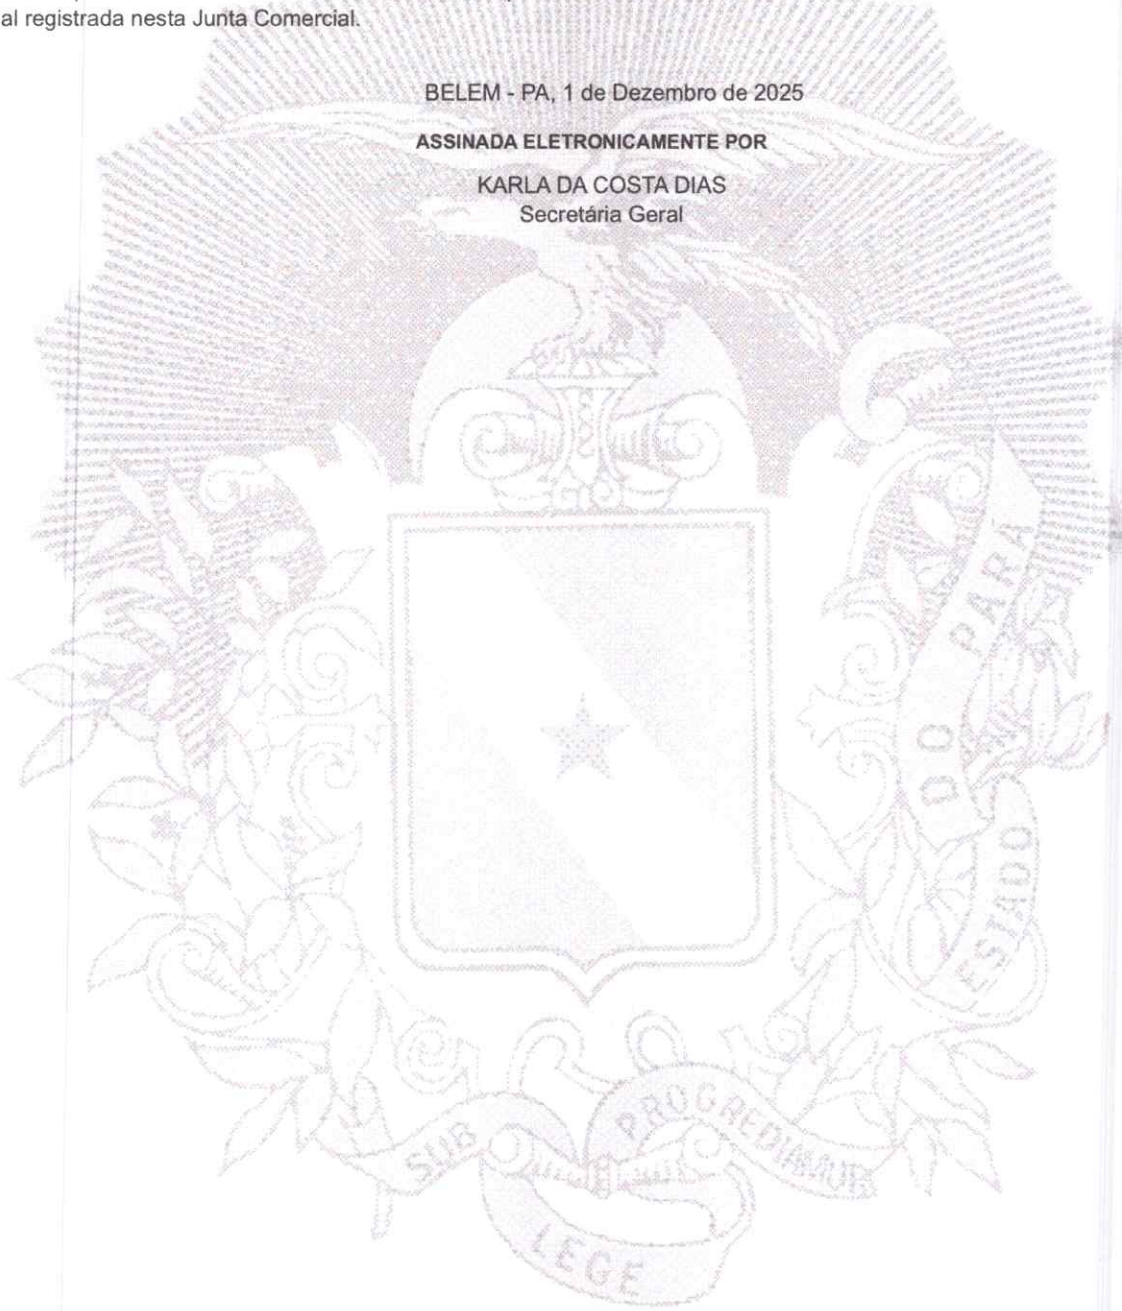 al registrada nesta Junta Comercial.
BELEM - PA, 1 de Dezembro de 2025
ASSINADA ELETRONICAMENTE POR
KARLA DA COSTA DIAS
Secretária Geral
ESTADO DO PARÁ
SUB LEGE PROGREDIAMUR